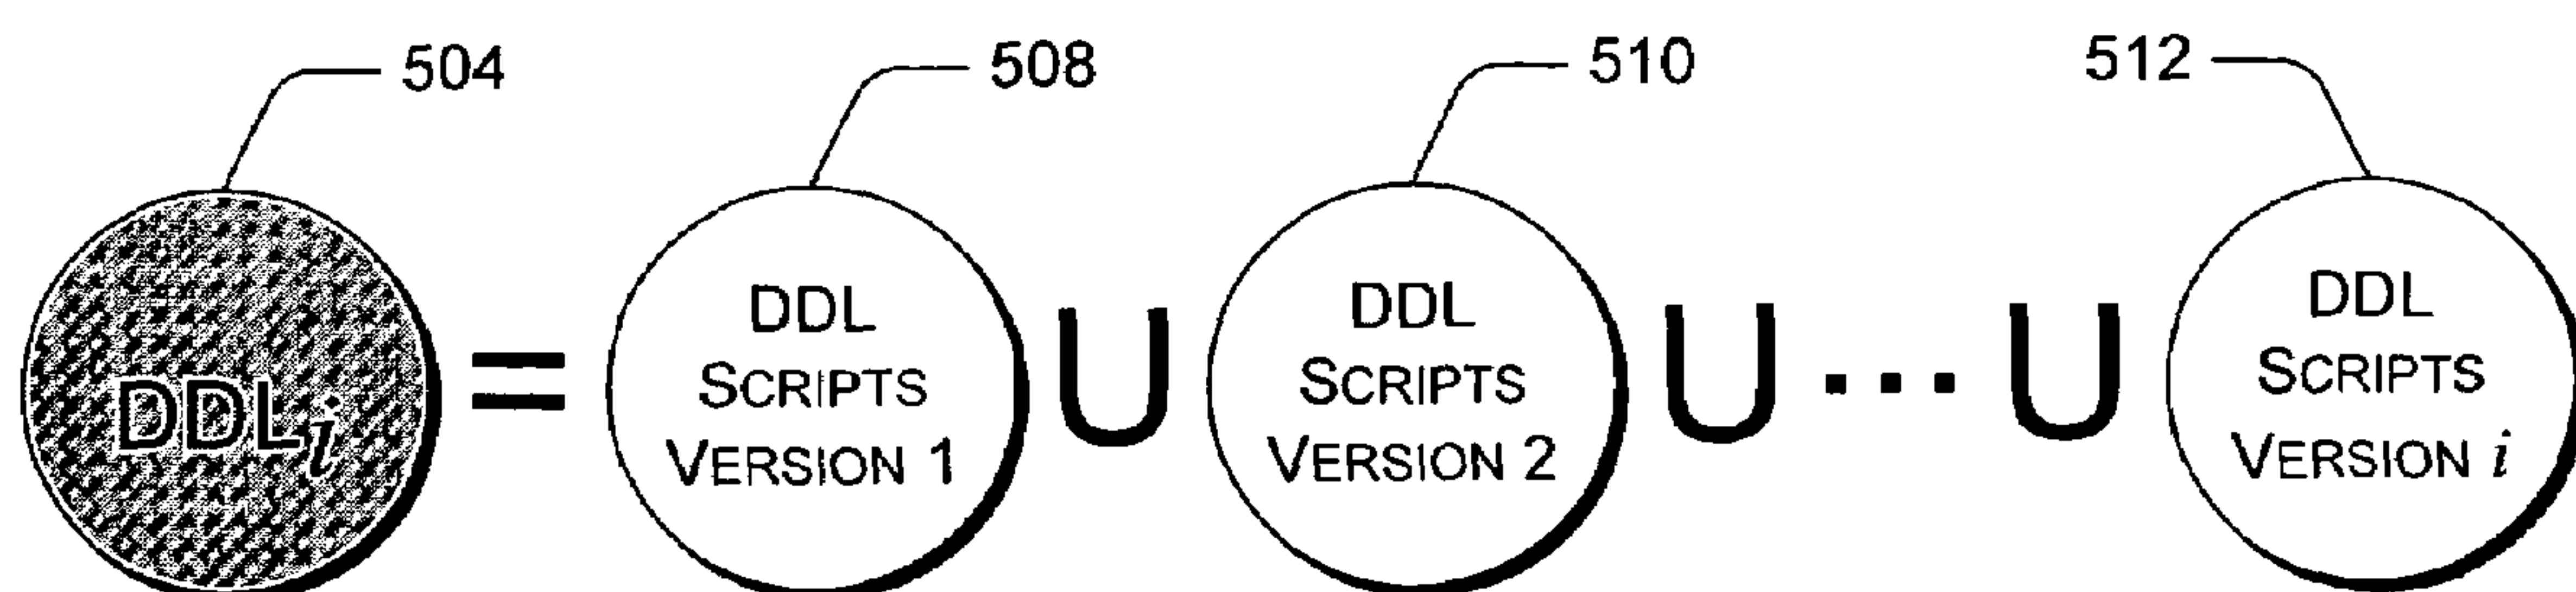 504
508
510
512
DDLi
=
DDL
SCRIPTS
VERSION 1
U
DDL
SCRIPTS
VERSION 2
U
...
U
DDL
SCRIPTS
VERSION i